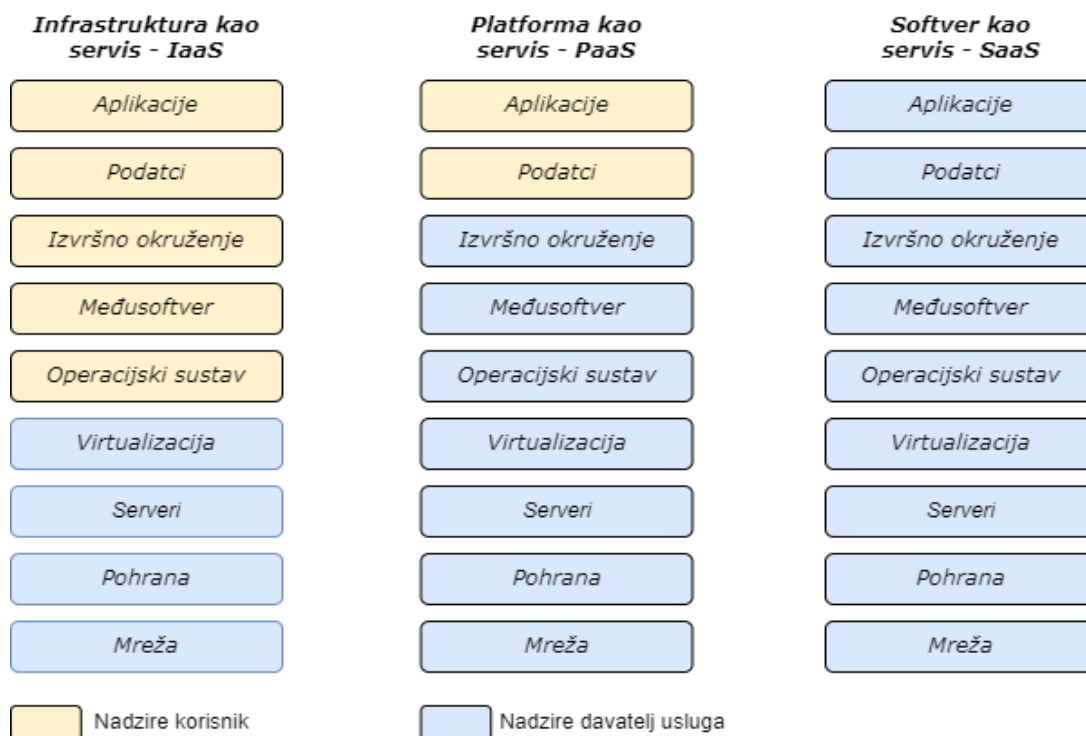 Infrastruktura kao
servis - IaaS
Aplikacije
Podatci
Izvršno okruženje
Međusoftver
Operacijski sustav
Virtualizacija
Serveri
Pohrana
Mreža
Platforma kao
servis - PaaS
Aplikacije
Podatci
Izvršno okruženje
Međusoftver
Operacijski sustav
Virtualizacija
Serveri
Pohrana
Mreža
Softver kao
servis - SaaS
Aplikacije
Podatci
Izvršno okruženje
Međusoftver
Operacijski sustav
Virtualizacija
Serveri
Pohrana
Mreža
Nadzire korisnik
Nadzire davatelj usluga